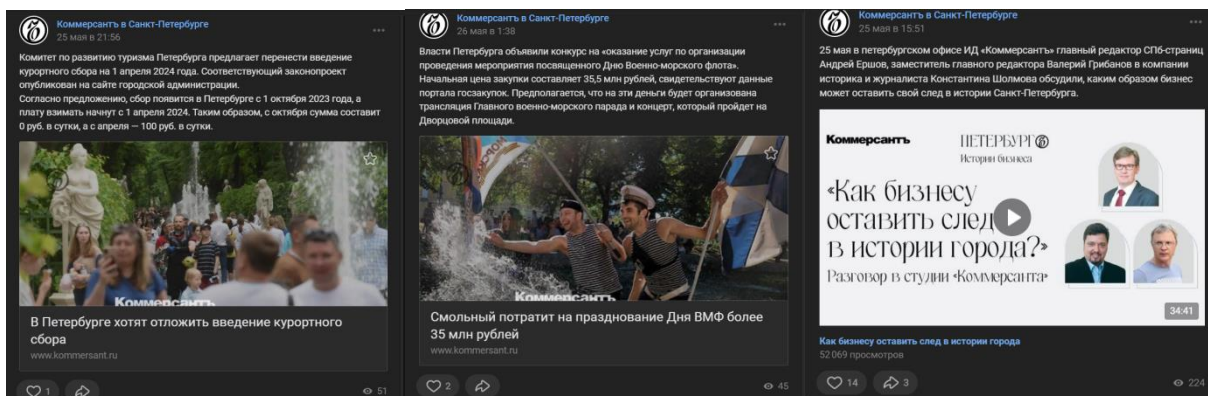 Коммерсантъ в Санкт-Петербурге
25 мая в 21:56
Комитет по развитию туризма Петербурга предлагает перенести введение
курортного сбора на 1 апреля 2024 года. Соответствующий законопроект
опубликован на сайте городской администрации.
Согласно предложению, сбор появится в Петербурге с 1 октября 2023 года, а
плату взимать начнут с 1 апреля 2024. Таким образом, с октября сумма составит
0 руб. в сутки, а с апреля — 100 руб. в сутки.
Коммерсантъ
В Петербурге хотят отложить введение курортного
сбора
www.kommersant.ru
1
51
Коммерсантъ в Санкт-Петербурге
26 мая в 1:38
Власти Петербурга объявили конкурс на «оказание услуг по организации
проведения мероприятия посвященного Дню Военно-морского флота».
Начальная цена закупки составляет 35,5 млн рублей, свидетельствуют данные
портала госзакупок. Предполагается, что на эти деньги будет организована
трансляция Главного военно-морского парада и концерт, который пройдет на
Дворцовой площади.
Коммерсантъ
Смольный потратит на празднование Дня ВМФ более
35 млн рублей
www.kommersant.ru
2
45
Коммерсантъ в Санкт-Петербурге
25 мая в 15:51
25 мая в петербургском офисе ИД «Коммерсантъ» главный редактор СПб-страниц
Андрей Ершов, заместитель главного редактора Валерий Грибанов в компании
историка и журналиста Константина Шолмова обсудили, каким образом бизнес
может оставить свой след в истории Санкт-Петербурга.
Коммерсантъ
ПЕТЕРБУРГЪ
Истории бизнеса
«Как бизнесу
оставить след
в истории города?»
Разговор в студии «Коммерсанта»
34:41
Как бизнесу оставить след в истории города
52 069 просмотров
14
3
224